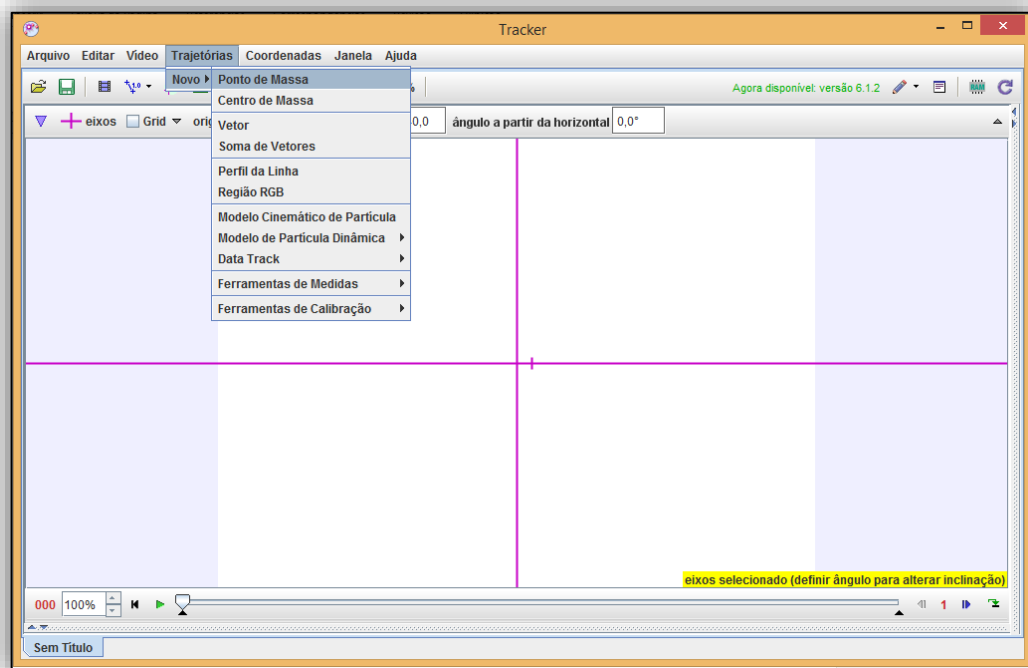 Tracker
Arquivo Editar Vídeo Trajetórias Coordenadas Janela Ajuda
Novo
Agora disponível: versão 6.1.2
eixos Grid 0,0 ângulo a partir da horizontal 0,0°
Ponto de Massa
Centro de Massa
Vetor
Soma de Vetores
Perfil da Linha
Região RGB
Modelo Cinemático de Partícula
Modelo de Partícula Dinâmica
Data Track
Ferramentas de Medidas
Ferramentas de Calibração
eixos selecionado (definir ângulo para alterar inclinação)
000 100% 1
Sem Título